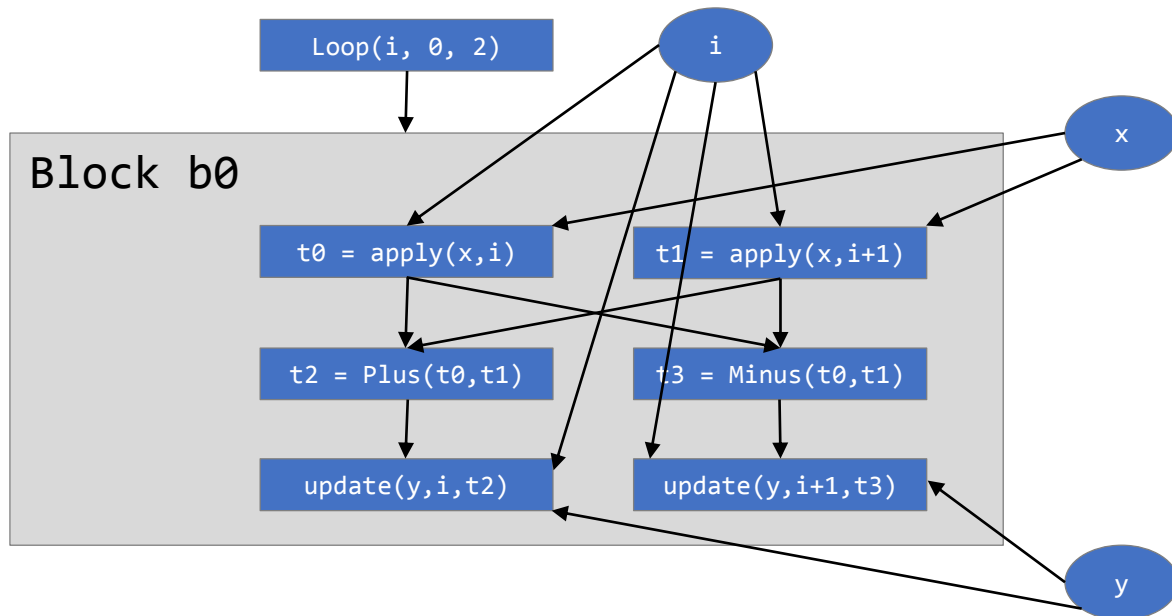 Loop(i, 0, 2)
i
x
Block b0
t0 = apply(x,i)
t1 = apply(x,i+1)
t2 = Plus(t0,t1)
t3 = Minus(t0,t1)
update(y,i,t2)
update(y,i+1,t3)
y